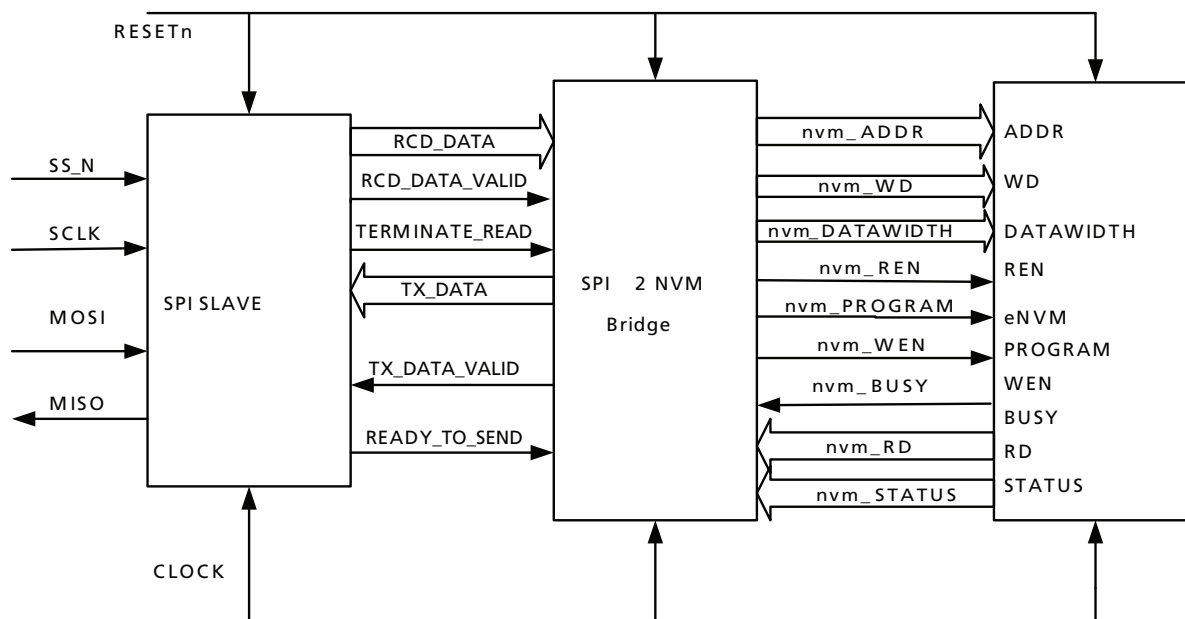 RESETn
SS_N
SCLK
MOSI
MISO
SPI SLAVE
CLOCK
RCD_DATA
RCD_DATA_VALID
TERMINATE_READ
TX_DATA
TX_DATA_VALID
READY_TO_SEND
SPI 2 NVM
Bridge
nvm_ADDR
nvm_WD
nvm_DATAWIDTH
nvm_REN
nvm_PROGRAM
nvm_WEN
nvm_BUSY
nvm_RD
nvm_STATUS
ADDR
WD
DATAWIDTH
REN
eNVM
PROGRAM
WEN
BUSY
RD
STATUS